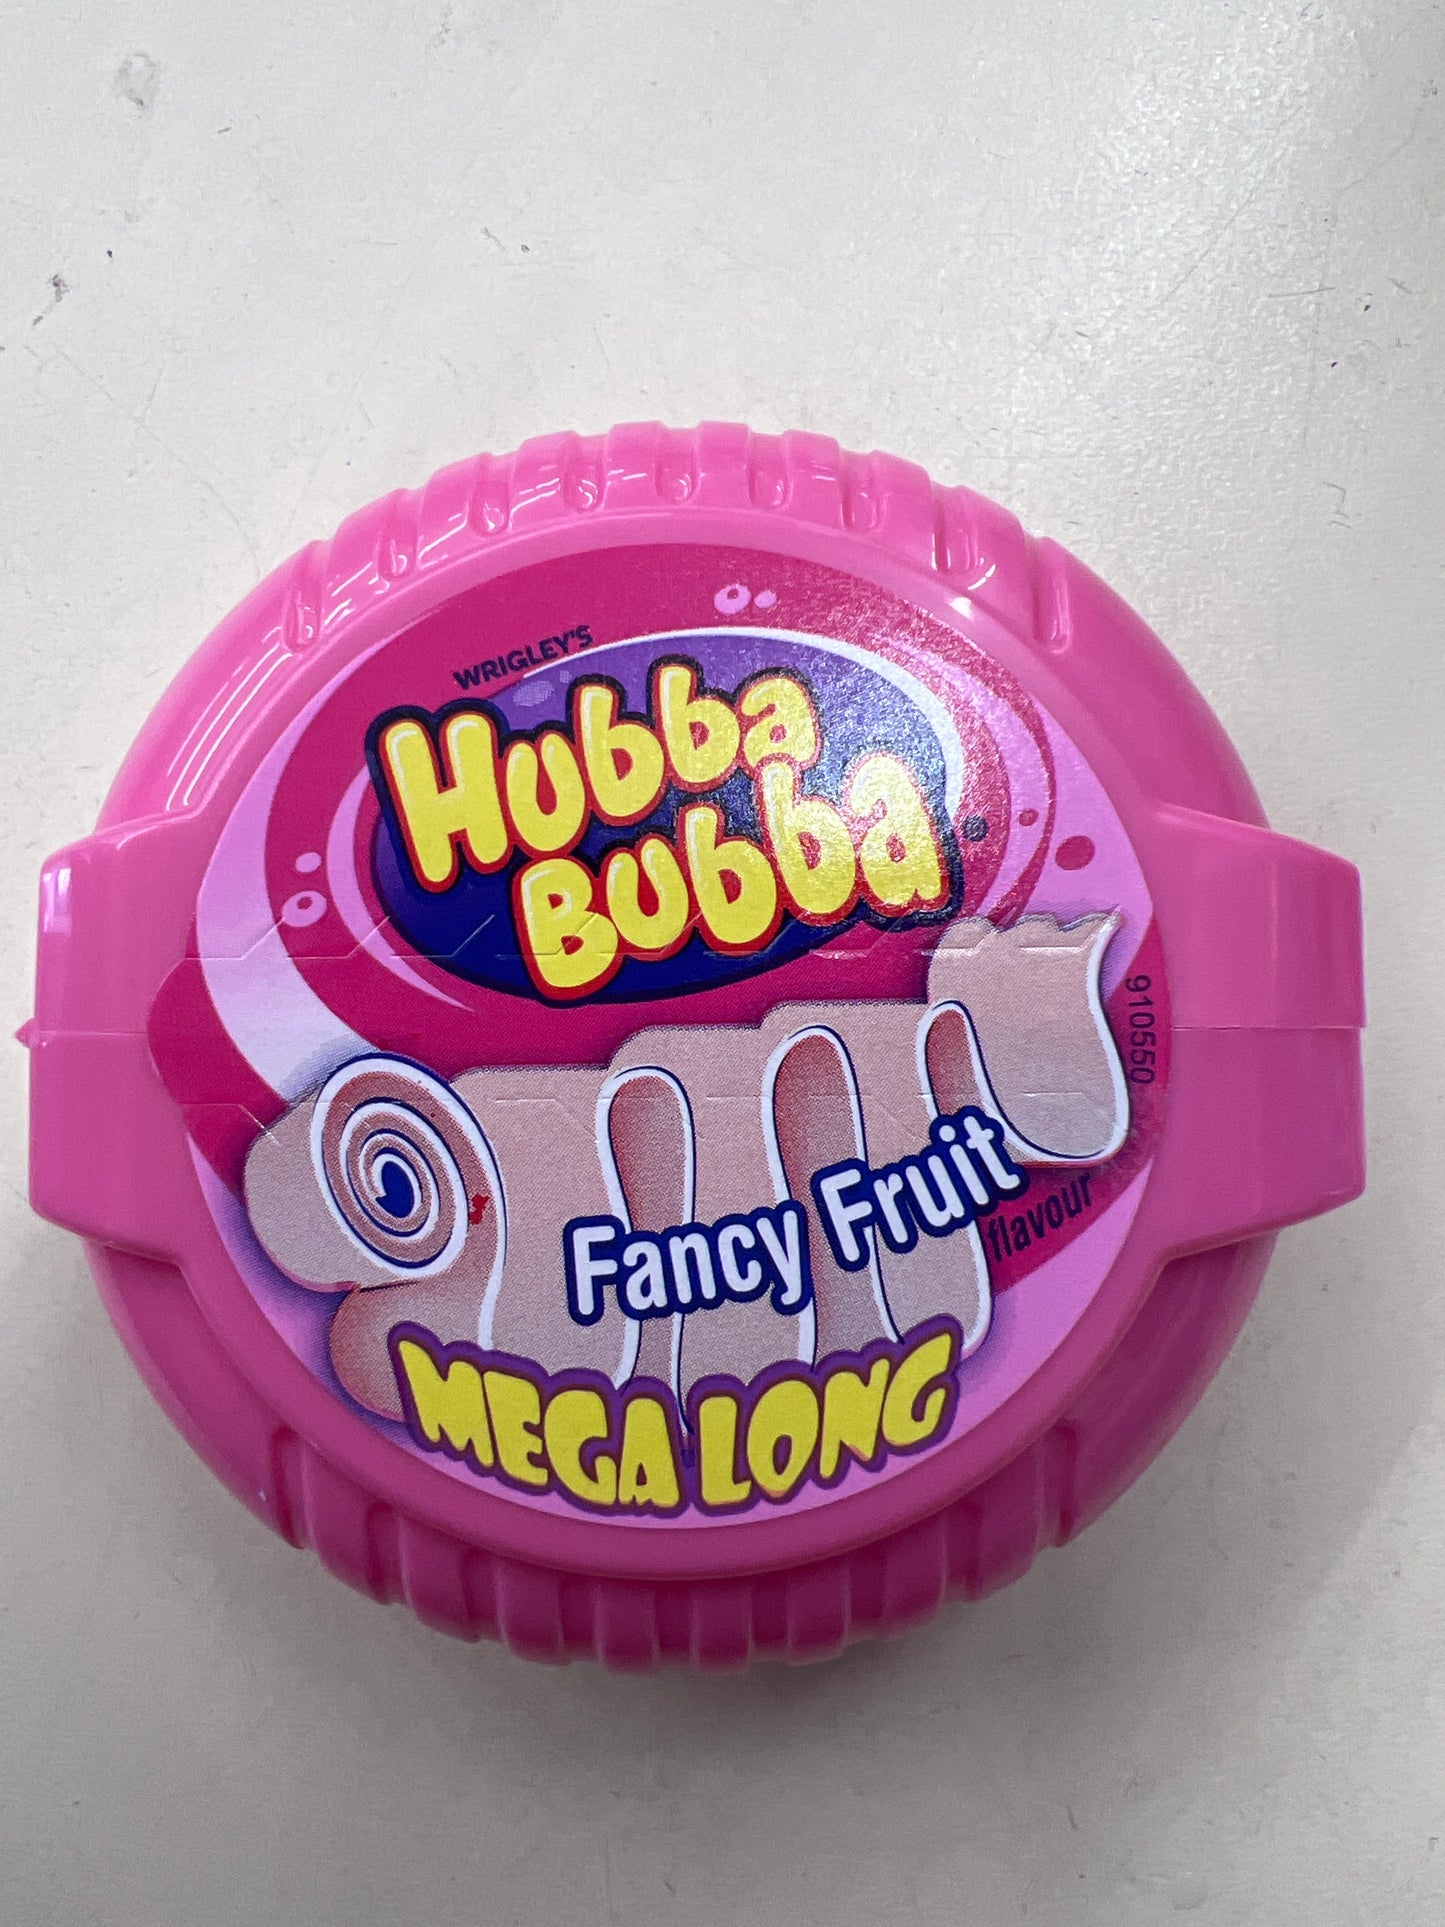 WRIGLEY'S
Hubba
Bubba
910550
Fancy Fruit
flavour
MEGA LONG